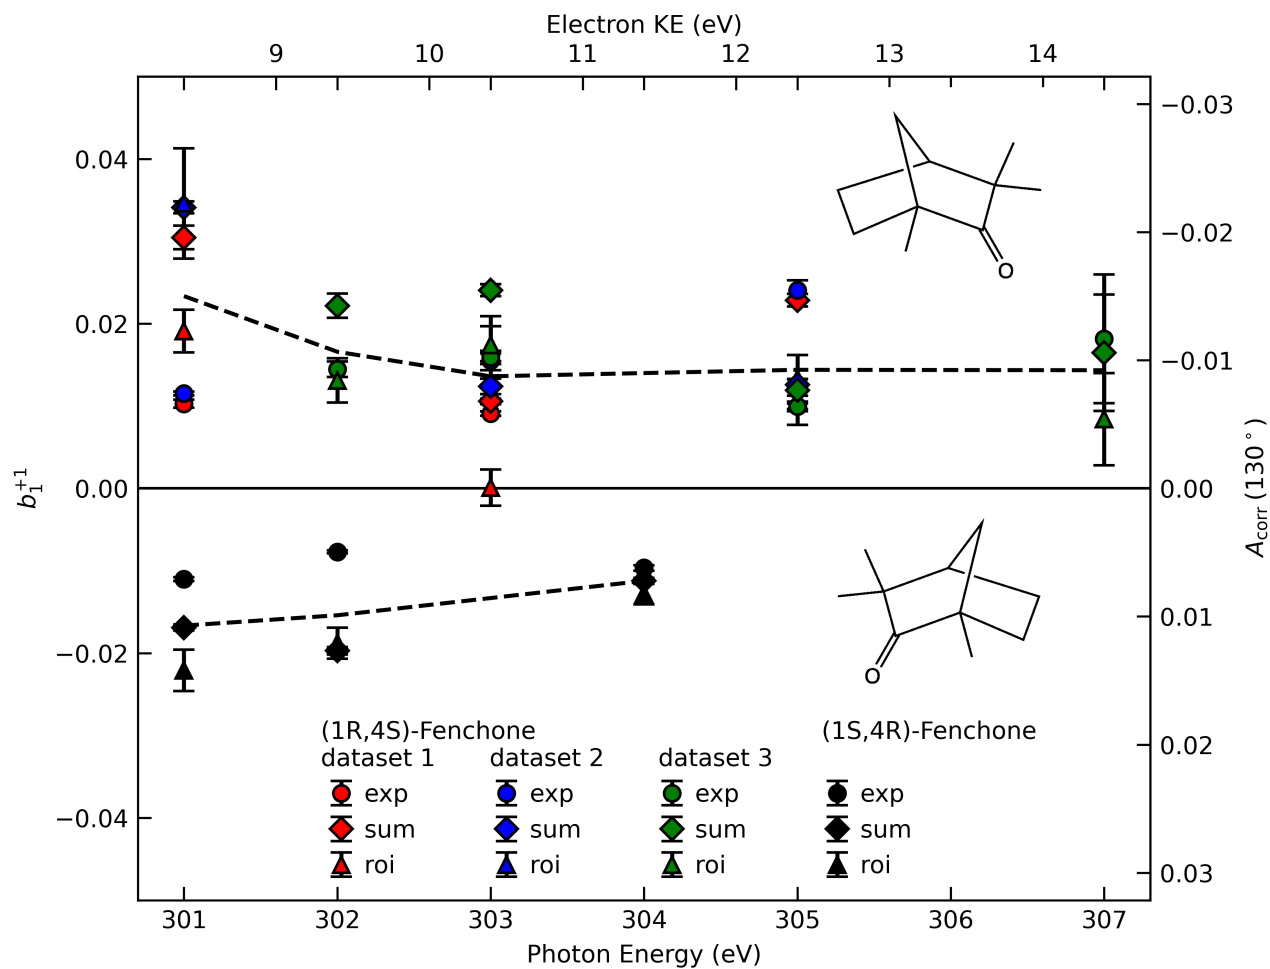 Electron KE (eV)
9 10 11 12 13 14
−0.03
0.04
−0.02
O
0.02
−0.01
b₁⁺¹
0.00 0.00
A_corr (130°)
0.01
−0.02
O
(1R,4S)-Fenchone (1S,4R)-Fenchone
0.02
dataset 1 dataset 2 dataset 3
exp exp exp exp
−0.04
sum sum sum sum
roi roi roi roi
0.03
301 302 303 304 305 306 307
Photon Energy (eV)